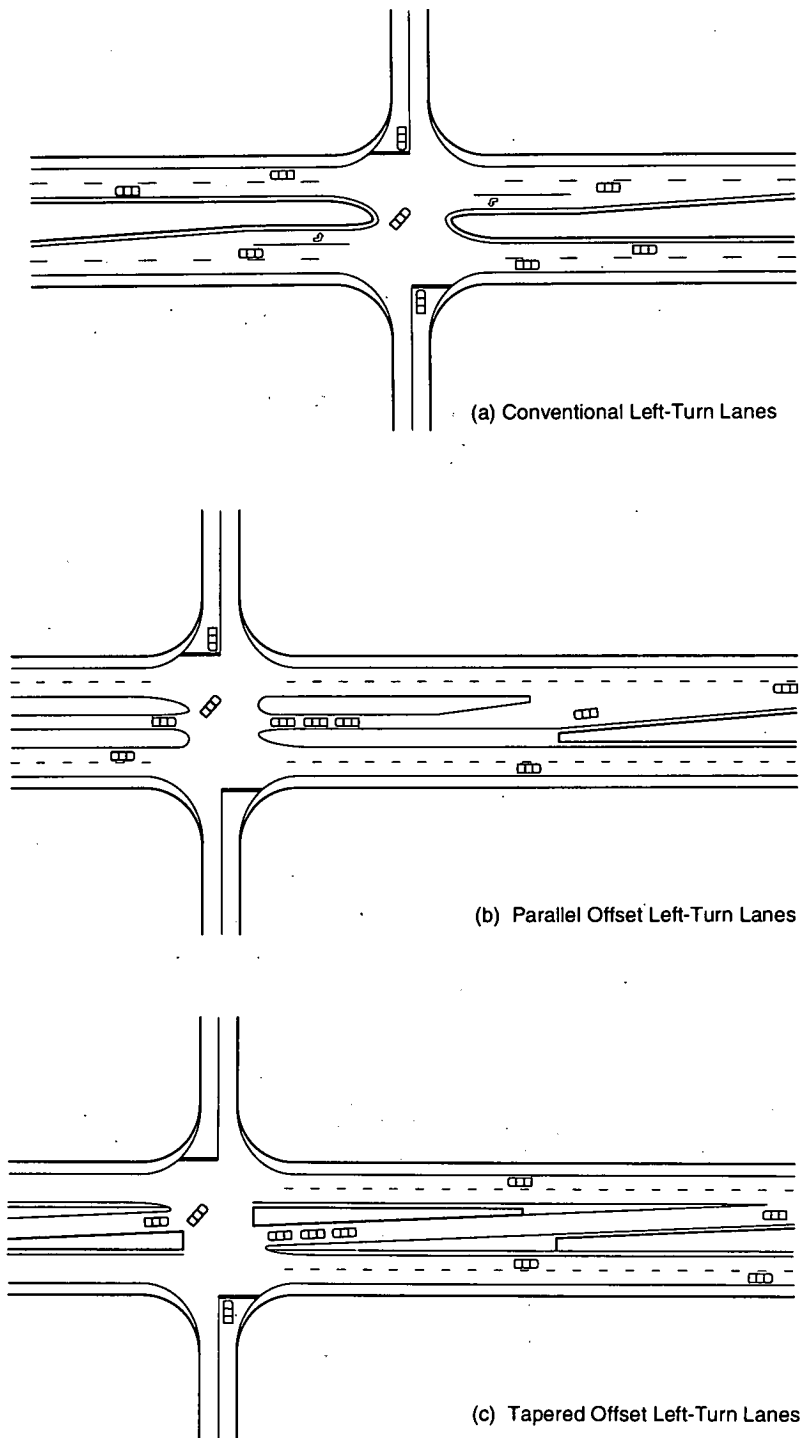 (a) Conventional Left-Turn Lanes
(b) Parallel Offset Left-Turn Lanes
(c) Tapered Offset Left-Turn Lanes